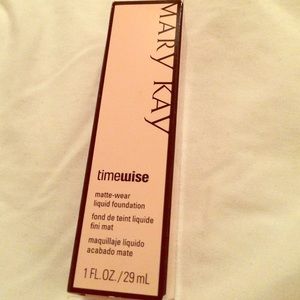 MARY KAY
timewise
matte-wear
liquid foundation
fond de teint liquide
fini mat
maquillaje líquido
acabado mate
1 FL. OZ. / 29 mL